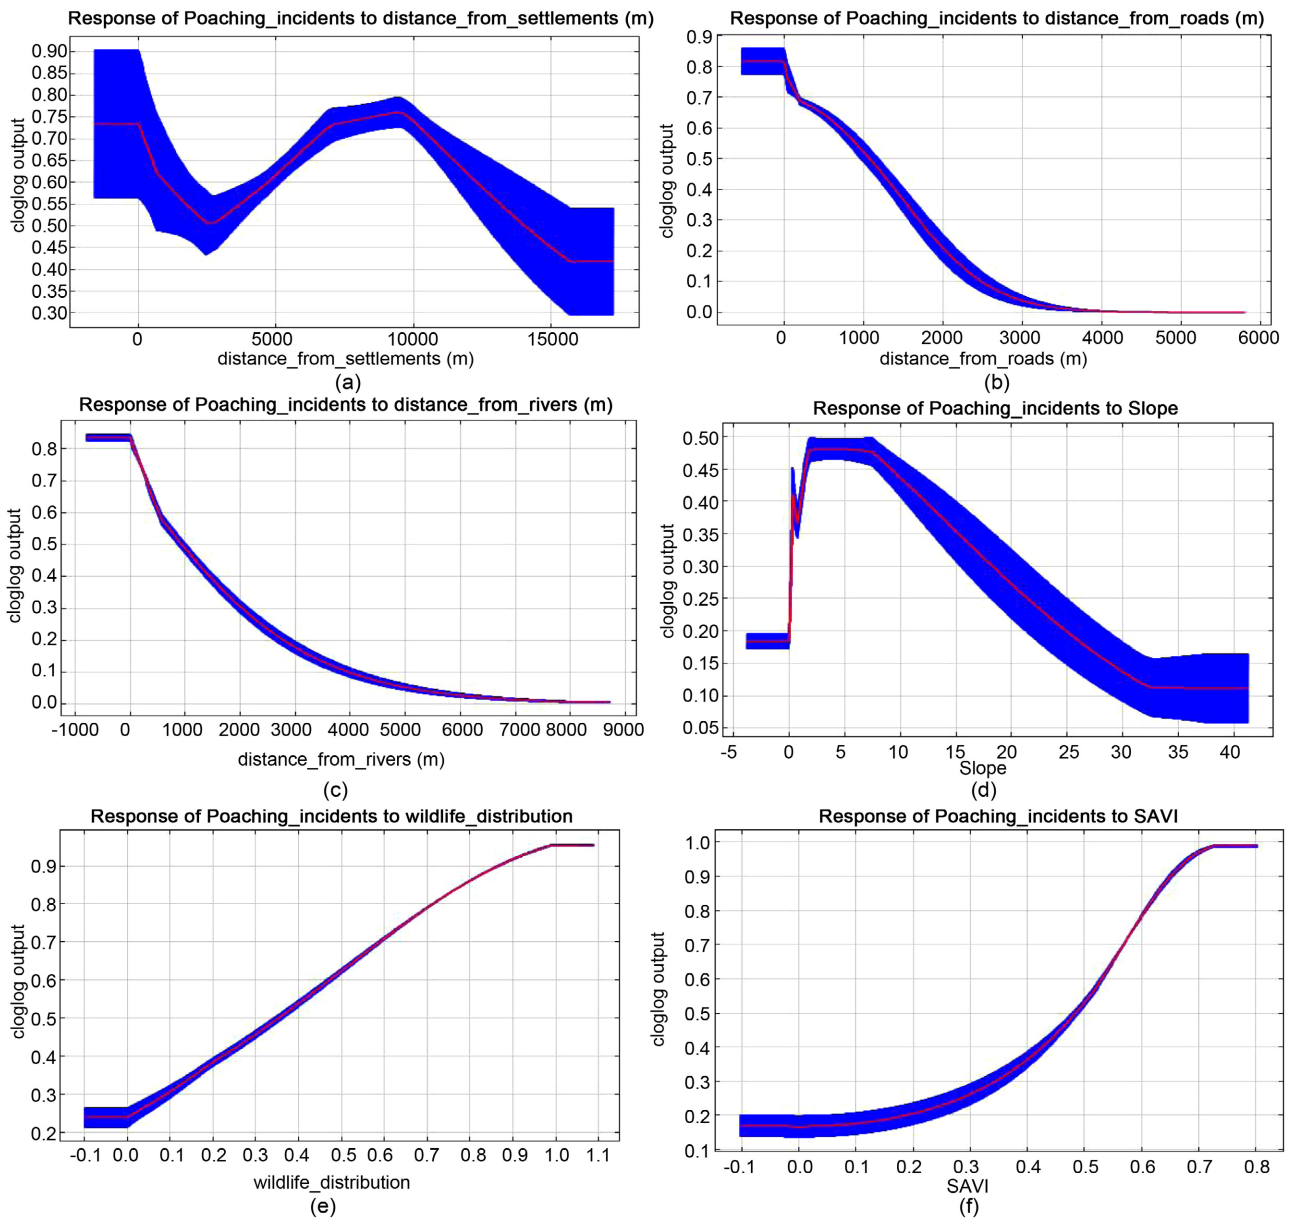 Response of Poaching_incidents to distance_from_settlements (m)
cloglog output
0.90
0.85
0.80
0.75
0.70
0.65
0.60
0.55
0.50
0.45
0.40
0.35
0.30
0 5000 10000 15000
distance_from_settlements (m)
(a)
Response of Poaching_incidents to distance_from_roads (m)
cloglog output
0.9
0.8
0.7
0.6
0.5
0.4
0.3
0.2
0.1
0.0
0 1000 2000 3000 4000 5000 6000
distance_from_roads (m)
(b)
Response of Poaching_incidents to distance_from_rivers (m)
cloglog output
0.8
0.7
0.6
0.5
0.4
0.3
0.2
0.1
0.0
-1000 0 1000 2000 3000 4000 5000 6000 7000 8000 9000
distance_from_rivers (m)
(c)
Response of Poaching_incidents to Slope
cloglog output
0.50
0.45
0.40
0.35
0.30
0.25
0.20
0.15
0.10
0.05
-5 0 5 10 15 20 25 30 35 40
Slope
(d)
Response of Poaching_incidents to wildlife_distribution
cloglog output
0.9
0.8
0.7
0.6
0.5
0.4
0.3
0.2
-0.1 0.0 0.1 0.2 0.3 0.4 0.5 0.6 0.7 0.8 0.9 1.0 1.1
wildlife_distribution
(e)
Response of Poaching_incidents to SAVI
cloglog output
1.0
0.9
0.8
0.7
0.6
0.5
0.4
0.3
0.2
0.1
-0.1 0.0 0.1 0.2 0.3 0.4 0.5 0.6 0.7 0.8
SAVI
(f)